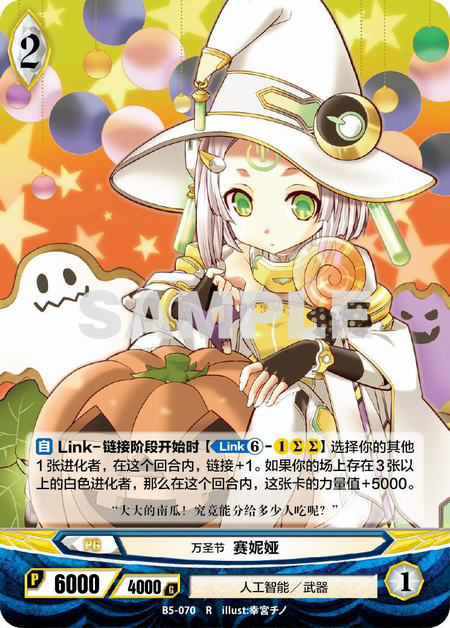 2
SAMPLE
自 Link-链接阶段开始时【Link⑥-①ΣΣ】选择你的其他
1张进化者，在这个回合内，链接+1。如果你的场上存在3张以
上的白色进化者，那么在这个回合内，这张卡的力量值+5000。
“大大的南瓜！究竟能分给多少人吃呢？”
PG 万圣节 赛妮娅
P 6000 / 4000 G 人工智能／武器 1
B5-070 R illust:幸宮チノ